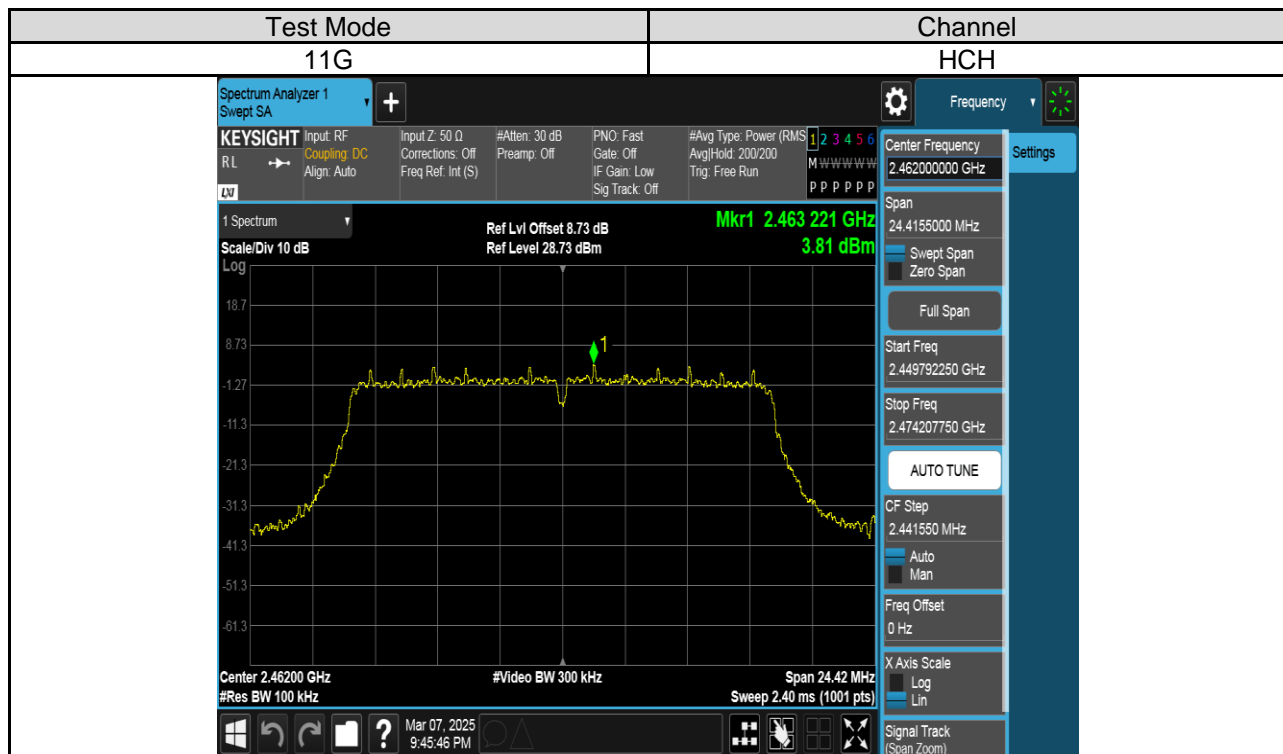 Test Mode Channel
11G HCH
Spectrum Analyzer 1
Swept SA
+
Frequency
KEYSIGHT
RL
LXI
Input: RF
Coupling: DC
Align: Auto
Input Z: 50 Ω
Corrections: Off
Freq Ref: Int (S)
#Atten: 30 dB
Preamp: Off
PNO: Fast
Gate: Off
IF Gain: Low
Sig Track: Off
#Avg Type: Power (RMS
Avg|Hold: 200/200
Trig: Free Run
1 2 3 4 5 6
M W W W W W
P P P P P P
1 Spectrum
Scale/Div 10 dB
Ref Lvl Offset 8.73 dB
Ref Level 28.73 dBm
Mkr1 2.463 221 GHz
3.81 dBm
Log
18.7
8.73
-1.27
-11.3
-21.3
-31.3
-41.3
-51.3
-61.3
1
Center 2.46200 GHz
#Res BW 100 kHz
#Video BW 300 kHz
Span 24.42 MHz
Sweep 2.40 ms (1001 pts)
Center Frequency
2.462000000 GHz
Span
24.4155000 MHz
Swept Span
Zero Span
Full Span
Start Freq
2.449792250 GHz
Stop Freq
2.474207750 GHz
AUTO TUNE
CF Step
2.441550 MHz
Auto
Man
Freq Offset
0 Hz
X Axis Scale
Log
Lin
Signal Track
(Span Zoom)
Settings
?
Mar 07, 2025
9:45:46 PM